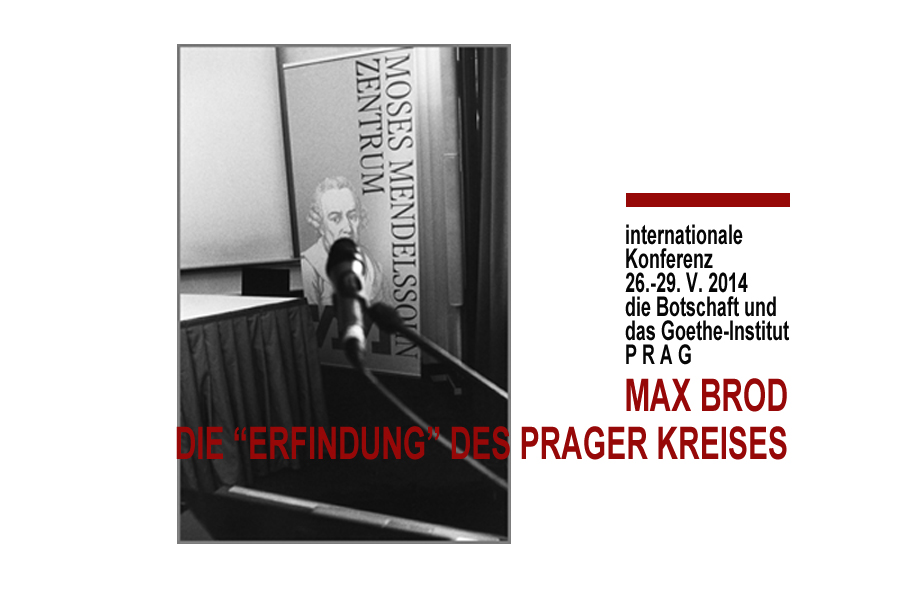 MOSES MENDELSSOHN
ZENTRUM
internationale
Konferenz
26.-29. V. 2014
die Botschaft und
das Goethe-Institut
P R A G
MAX BROD
DIE “ERFINDUNG” DES PRAGER KREISES